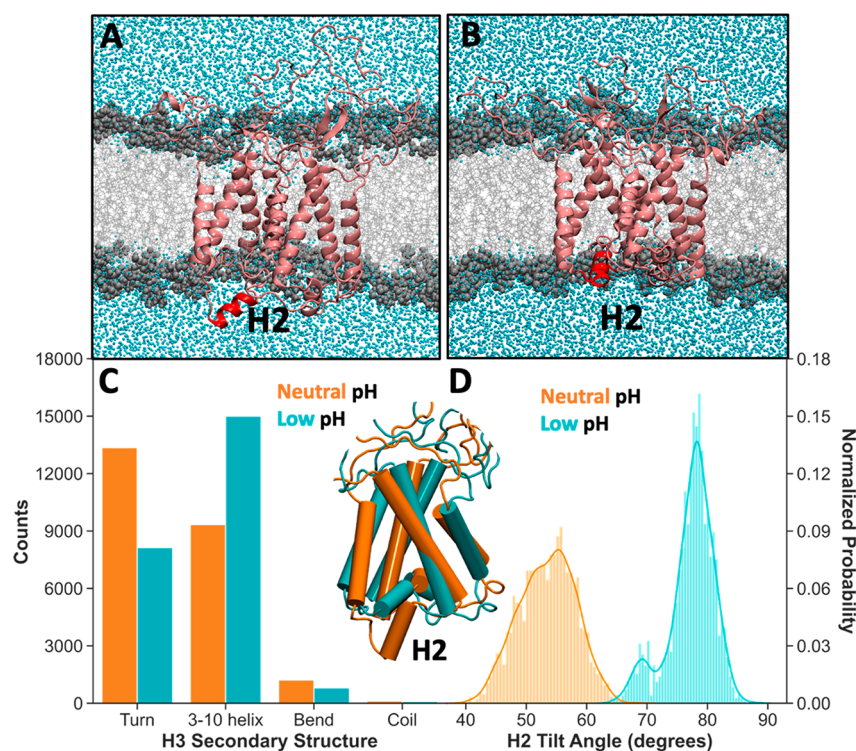 A
B
H2
H2
C
D
Neutral pH
Low pH
Neutral pH
Low pH
18000
15000
12000
9000
6000
3000
0
Counts
Turn
3-10 helix
Bend
Coil
H3 Secondary Structure
H2
0.18
0.15
0.12
0.09
0.06
0.03
0.00
Normalized Probability
40
50
60
70
80
90
H2 Tilt Angle (degrees)